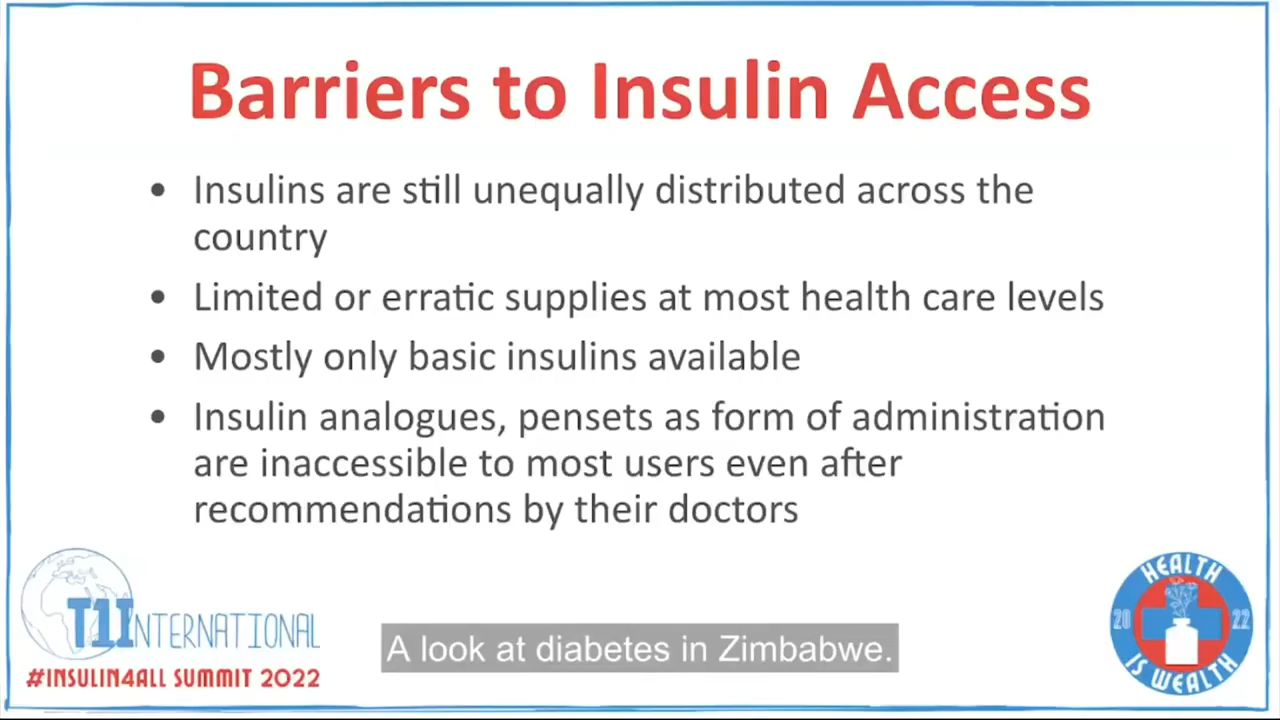 Barriers to Insulin Access
• Insulins are still unequally distributed across the
country
• Limited or erratic supplies at most health care levels
• Mostly only basic insulins available
• Insulin analogues, pensets as form of administration
are inaccessible to most users even after
recommendations by their doctors
T1INTERNATIONAL
#INSULIN4ALL SUMMIT 2022
A look at diabetes in Zimbabwe.
HEALTH
20 22
IS WEALTH